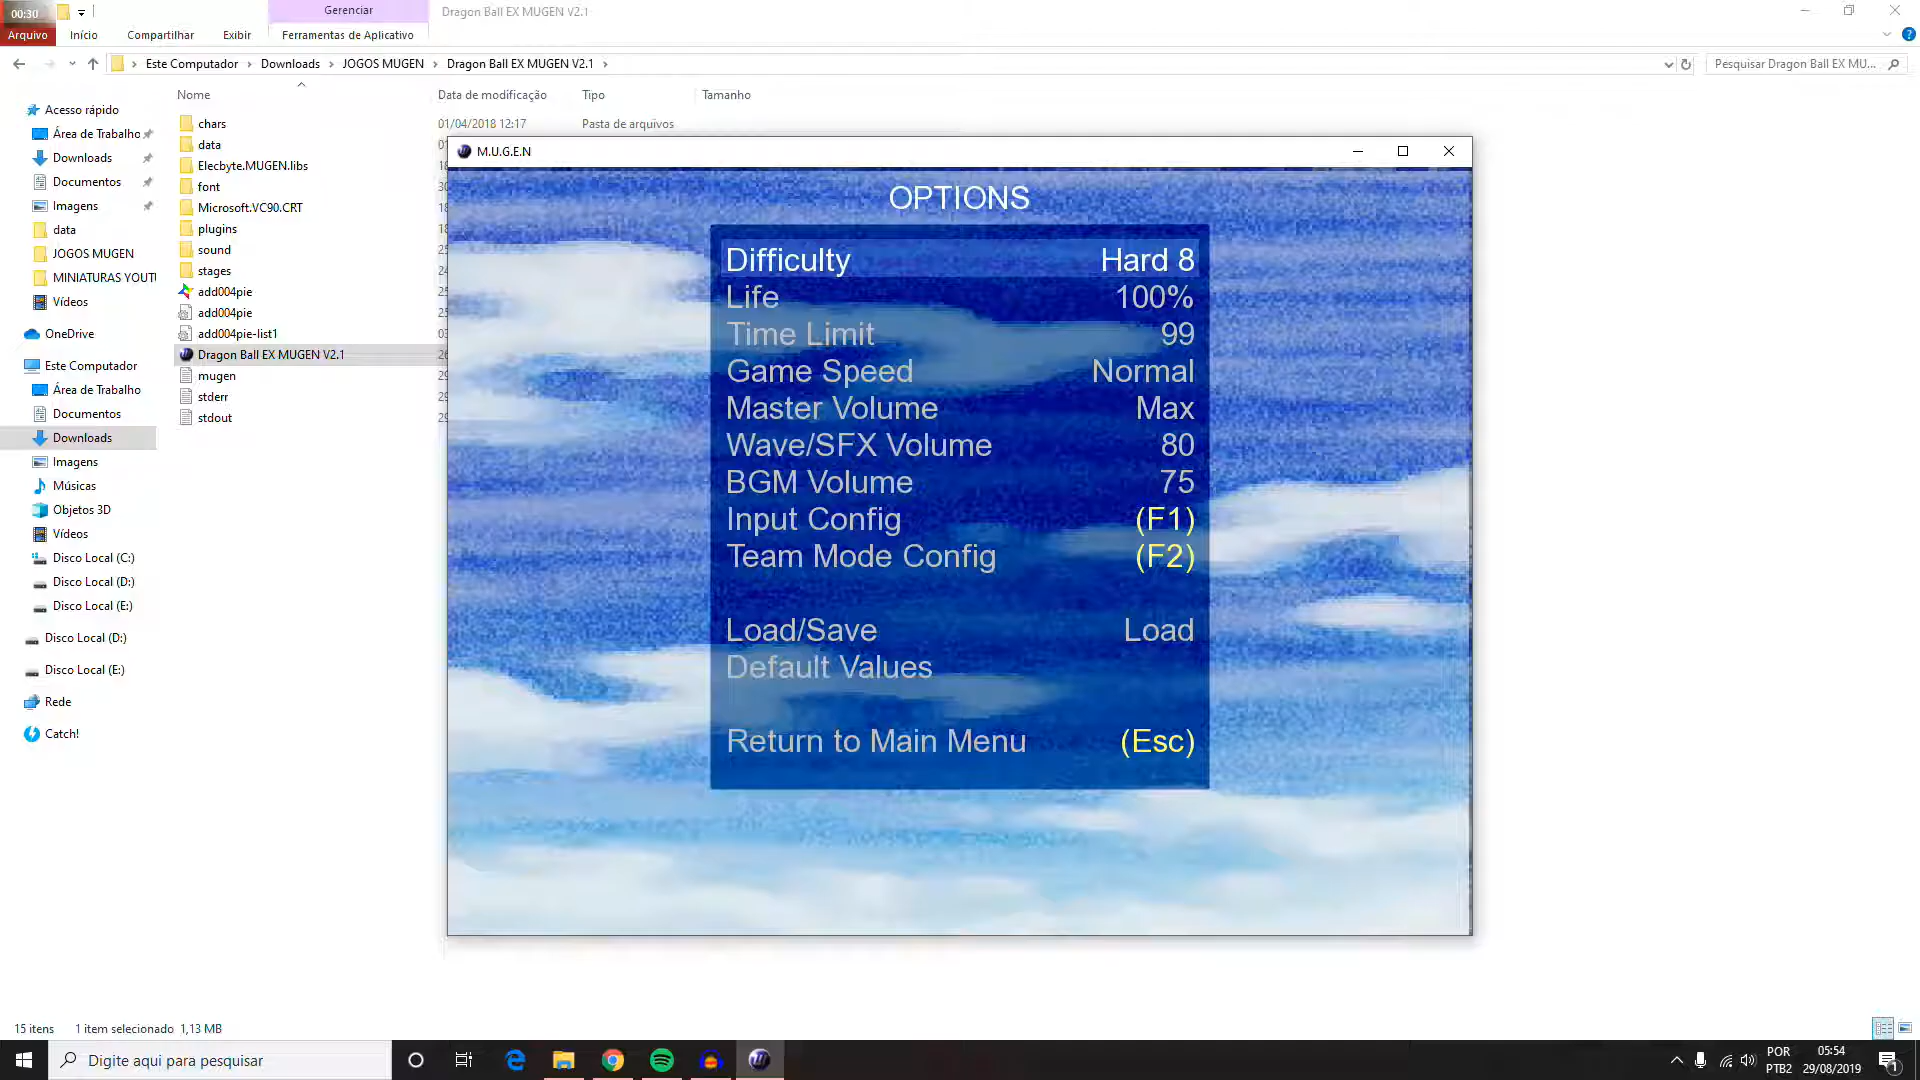 00:30
Gerenciar
Dragon Ball EX MUGEN V2.1
Arquivo
Início
Compartilhar
Exibir
Ferramentas de Aplicativo
Este Computador
Downloads
JOGOS MUGEN
Dragon Ball EX MUGEN V2.1
Pesquisar Dragon Ball EX MU...
Nome
Data de modificação
Tipo
Tamanho
Acesso rápido
Área de Trabalho
Downloads
Documentos
Imagens
data
JOGOS MUGEN
MINIATURAS YOUTU
Vídeos
OneDrive
Este Computador
Área de Trabalho
Documentos
Downloads
Imagens
Músicas
Objetos 3D
Vídeos
Disco Local (C:)
Disco Local (D:)
Disco Local (E:)
Disco Local (D:)
Disco Local (E:)
Rede
Catch!
chars
01/04/2018 12:17
Pasta de arquivos
data
Elecbyte.MUGEN.libs
font
Microsoft.VC90.CRT
plugins
sound
stages
add004pie
add004pie
add004pie-list1
Dragon Ball EX MUGEN V2.1
mugen
stderr
stdout
M.U.G.E.N
OPTIONS
Difficulty Hard 8
Life 100%
Time Limit 99
Game Speed Normal
Master Volume Max
Wave/SFX Volume 80
BGM Volume 75
Input Config (F1)
Team Mode Config (F2)
Load/Save Load
Default Values
Return to Main Menu (Esc)
15 itens
1 item selecionado 1,13 MB
Digite aqui para pesquisar
POR
PTB2
05:54
29/08/2019
1